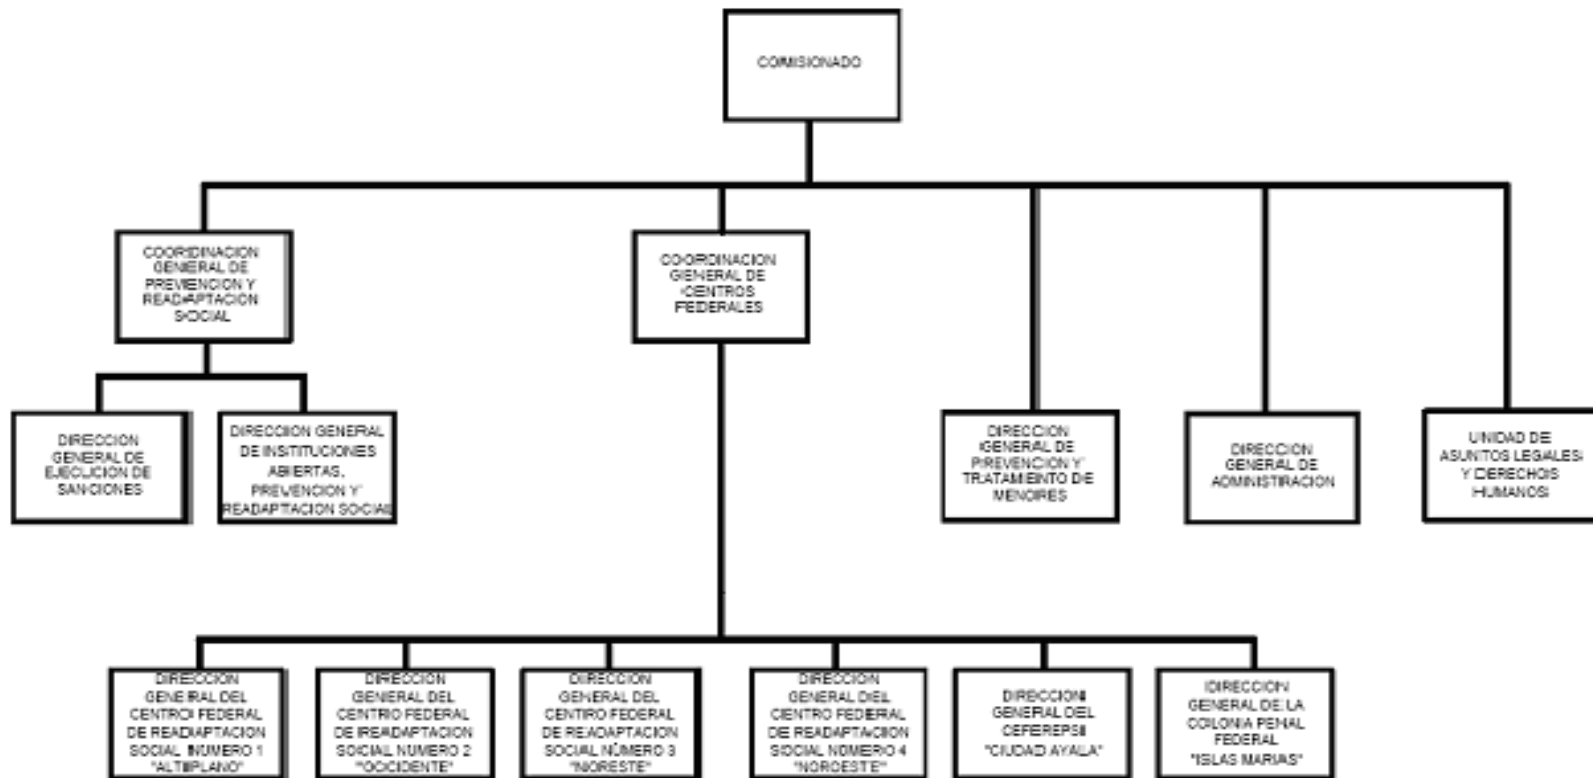 COMISIONADO
COORDINACION
GENERAL DE
PREVENCION Y
READAPTACION
SOCIAL
COORDINACION
GENERAL DE
CENTROS
FEDERALES
DIRECCION
GENERAL DE
EJECUCION DE
SANCIONES
DIRECCION GENERAL
DE INSTITUCIONES
ABIERTAS,
PREVENCION Y
READAPTACION SOCIAL
DIRECCION
GENERAL DE
PREVENCION Y
TRATAMIENTO DE
MENORES
DIRECCION
GENERAL DE
ADMINISTRACION
UNIDAD DE
ASUNTOS LEGALES
Y DERECHOS
HUMANOS
DIRECCION
GENERAL DEL
CENTRO FEDERAL
DE READAPTACION
SOCIAL NUMERO 1
"ALTIPLANO"
DIRECCION
GENERAL DEL
CENTRO FEDERAL
DE READAPTACION
SOCIAL NUMERO 2
"OCCIDENTE"
DIRECCION
GENERAL DEL
CENTRO FEDERAL
DE READAPTACION
SOCIAL NÚMERO 3
"NORESTE"
DIRECCION
GENERAL DEL
CENTRO FEDERAL
DE READAPTACION
SOCIAL NÚMERO 4
"NOROESTE"
DIRECCION
GENERAL DEL
CEFEREPSI
"CIUDAD AYALA"
DIRECCION
GENERAL DE LA
COLONIA PENAL
FEDERAL
"ISLAS MARIAS"